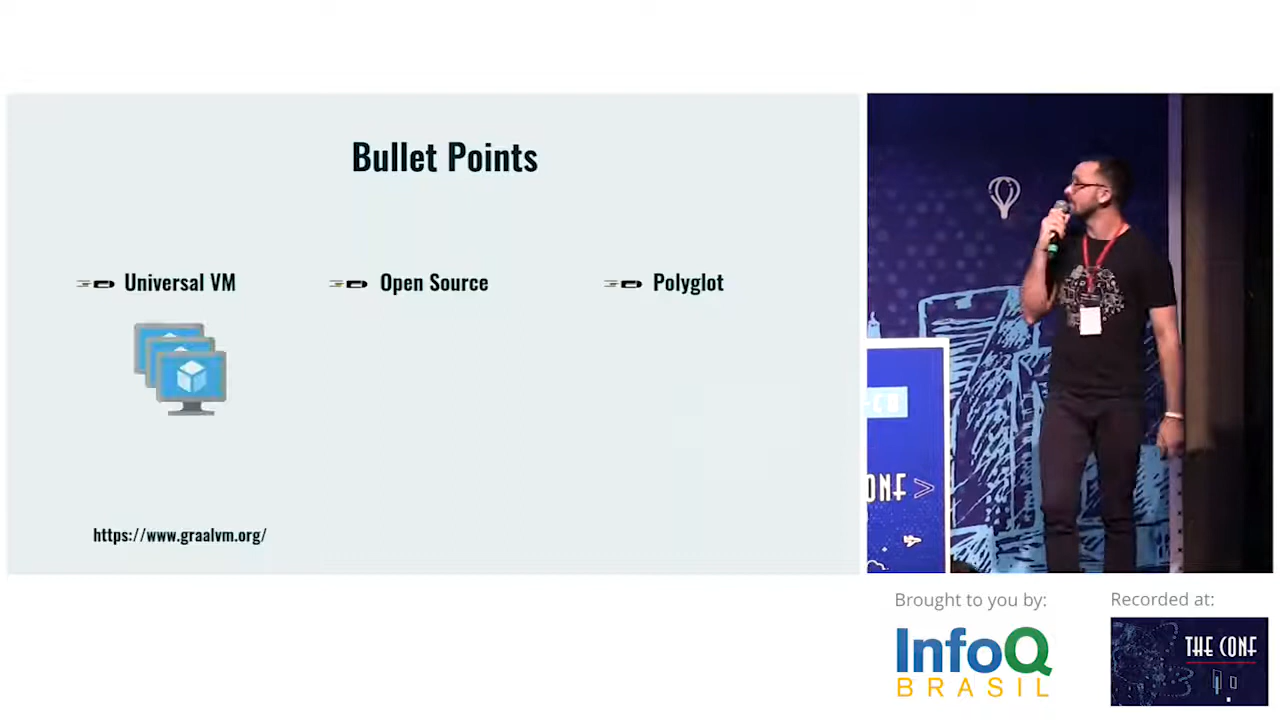 Bullet Points
Universal VM
Open Source
Polyglot
https://www.graalvm.org/
CONF >
Brought to you by:
Recorded at:
InfoQ
BRASIL
THE CONF